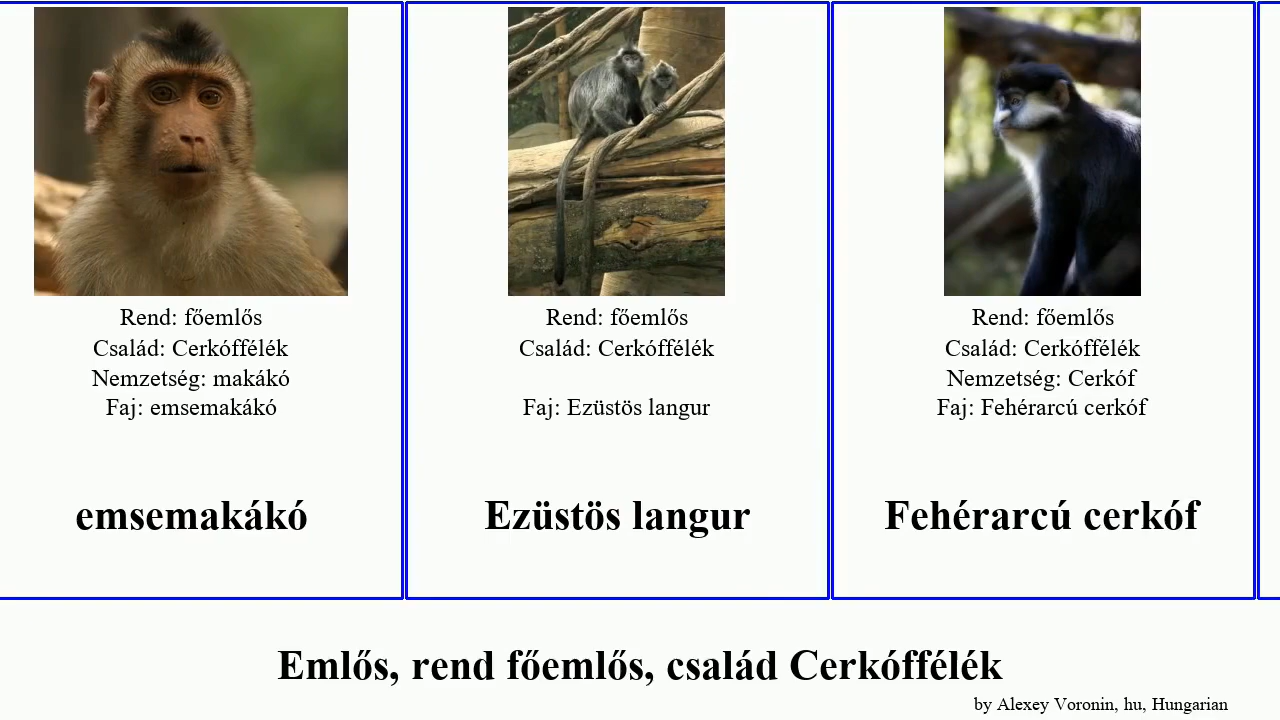 Rend: főemlős
Család: Cerkóffélék
Nemzetség: makákó
Faj: emsemakákó
emsemakákó
Rend: főemlős
Család: Cerkóffélék
Faj: Ezüstös langur
Ezüstös langur
Rend: főemlős
Család: Cerkóffélék
Nemzetség: Cerkóf
Faj: Fehérarcú cerkóf
Fehérarcú cerkóf
Emlős, rend főemlős, család Cerkóffélék
by Alexey Voronin, hu, Hungarian